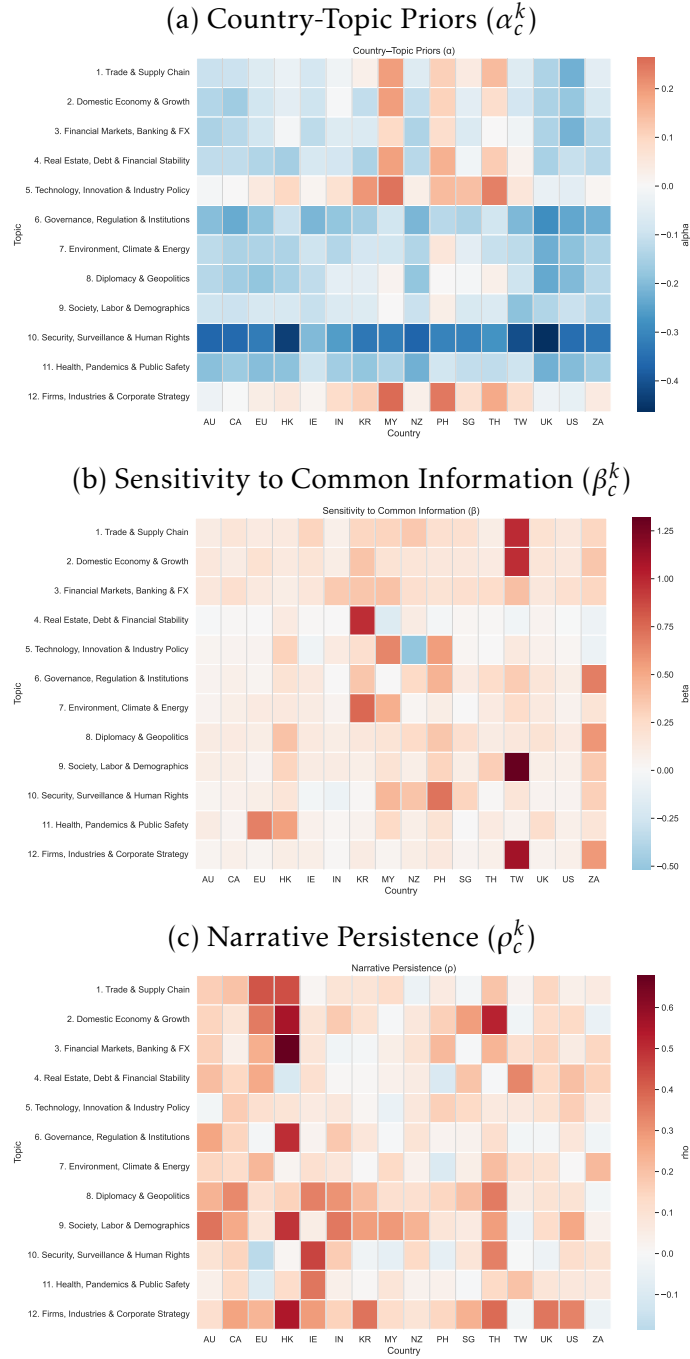 (a) Country-Topic Priors (α_c^k)
Country–Topic Priors (α)
Topic
1. Trade & Supply Chain
2. Domestic Economy & Growth
3. Financial Markets, Banking & FX
4. Real Estate, Debt & Financial Stability
5. Technology, Innovation & Industry Policy
6. Governance, Regulation & Institutions
7. Environment, Climate & Energy
8. Diplomacy & Geopolitics
9. Society, Labor & Demographics
10. Security, Surveillance & Human Rights
11. Health, Pandemics & Public Safety
12. Firms, Industries & Corporate Strategy
AU CA EU HK IE IN KR MY NZ PH SG TH TW UK US ZA
Country
0.2
0.1
0.0
−0.1
−0.2
−0.3
−0.4
alpha
(b) Sensitivity to Common Information (β_c^k)
Sensitivity to Common Information (β)
Topic
1. Trade & Supply Chain
2. Domestic Economy & Growth
3. Financial Markets, Banking & FX
4. Real Estate, Debt & Financial Stability
5. Technology, Innovation & Industry Policy
6. Governance, Regulation & Institutions
7. Environment, Climate & Energy
8. Diplomacy & Geopolitics
9. Society, Labor & Demographics
10. Security, Surveillance & Human Rights
11. Health, Pandemics & Public Safety
12. Firms, Industries & Corporate Strategy
AU CA EU HK IE IN KR MY NZ PH SG TH TW UK US ZA
Country
1.25
1.00
0.75
0.50
0.25
0.00
−0.25
−0.50
beta
(c) Narrative Persistence (ρ_c^k)
Narrative Persistence (ρ)
Topic
1. Trade & Supply Chain
2. Domestic Economy & Growth
3. Financial Markets, Banking & FX
4. Real Estate, Debt & Financial Stability
5. Technology, Innovation & Industry Policy
6. Governance, Regulation & Institutions
7. Environment, Climate & Energy
8. Diplomacy & Geopolitics
9. Society, Labor & Demographics
10. Security, Surveillance & Human Rights
11. Health, Pandemics & Public Safety
12. Firms, Industries & Corporate Strategy
AU CA EU HK IE IN KR MY NZ PH SG TH TW UK US ZA
Country
0.6
0.5
0.4
0.3
0.2
0.1
0.0
−0.1
rho